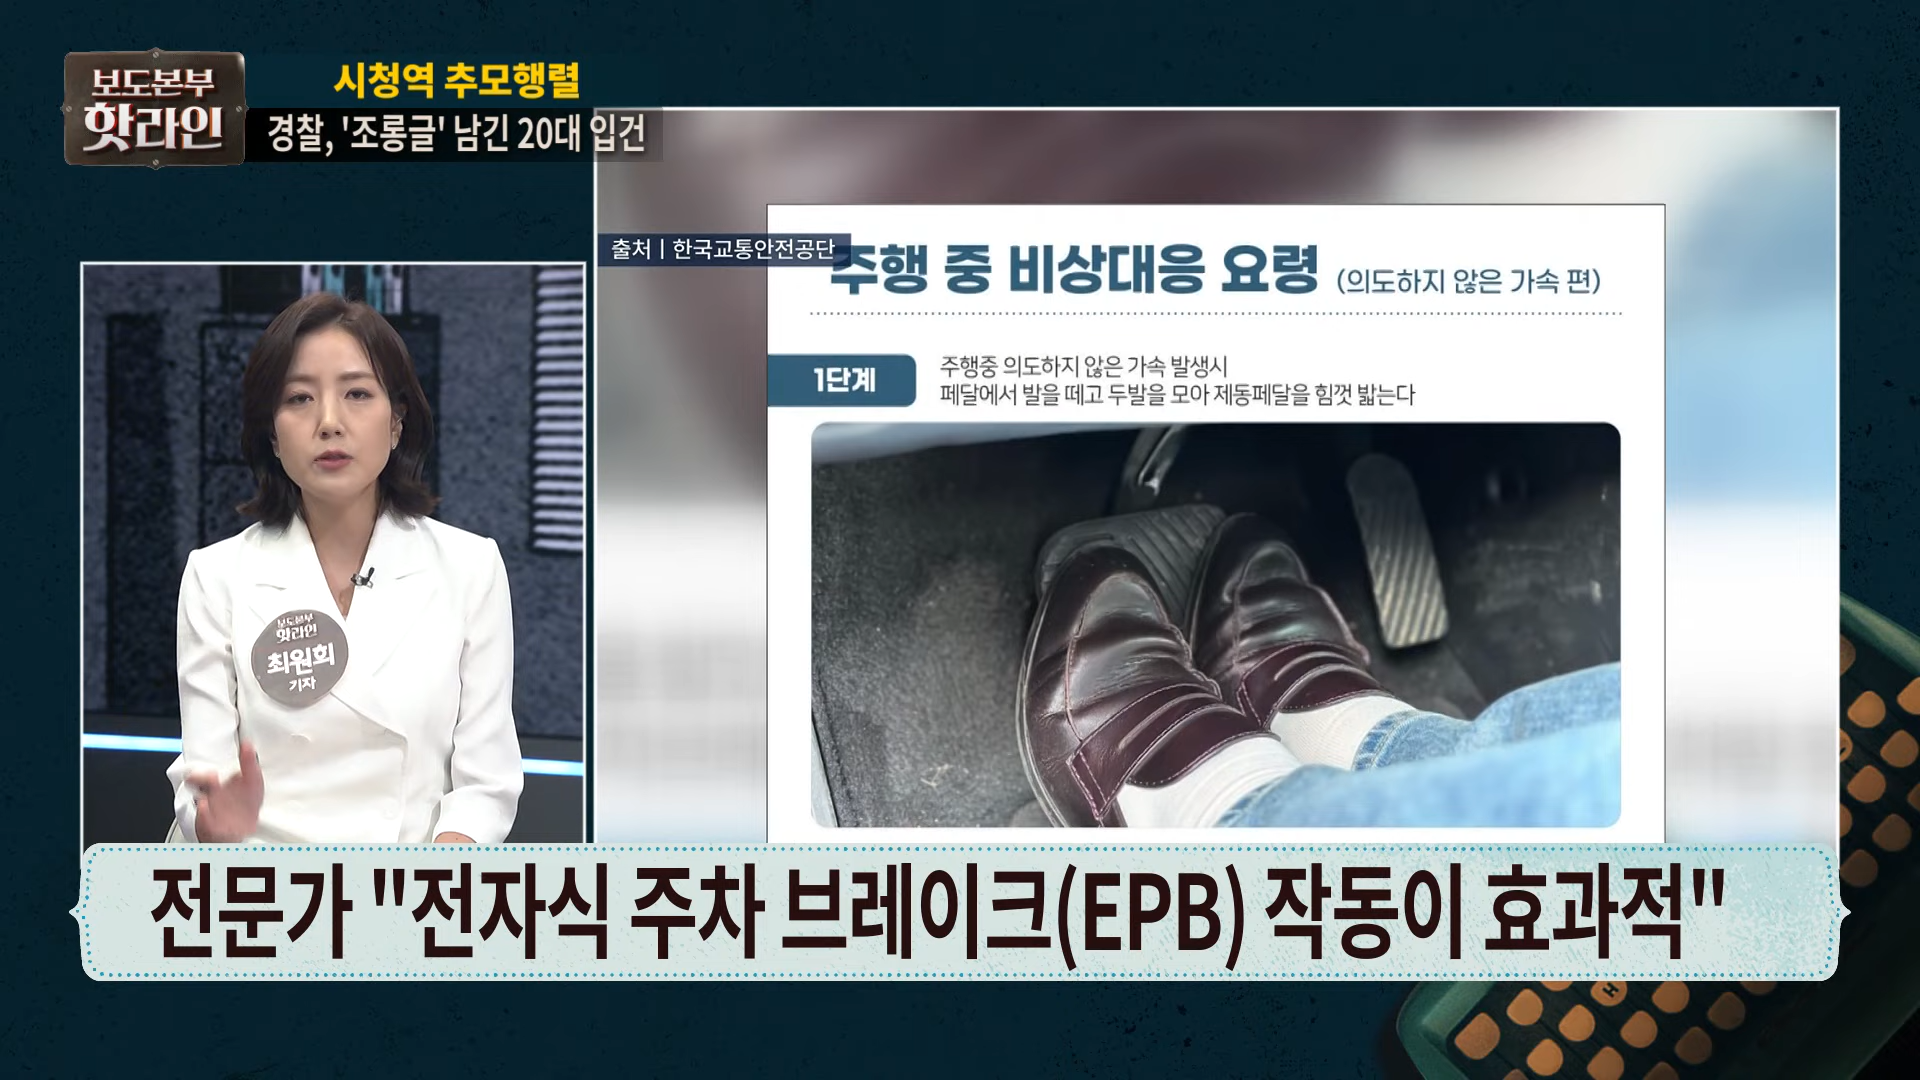 보도본부
핫라인
시청역 추모행렬
경찰, '조롱글' 남긴 20대 입건
출처 | 한국교통안전공단
주행 중 비상대응 요령 (의도하지 않은 가속 편)
1단계
주행중 의도하지 않은 가속 발생시
페달에서 발을 떼고 두발을 모아 제동페달을 힘껏 밟는다
보도본부
핫라인
최원희
기자
전문가 "전자식 주차 브레이크(EPB) 작동이 효과적"
H